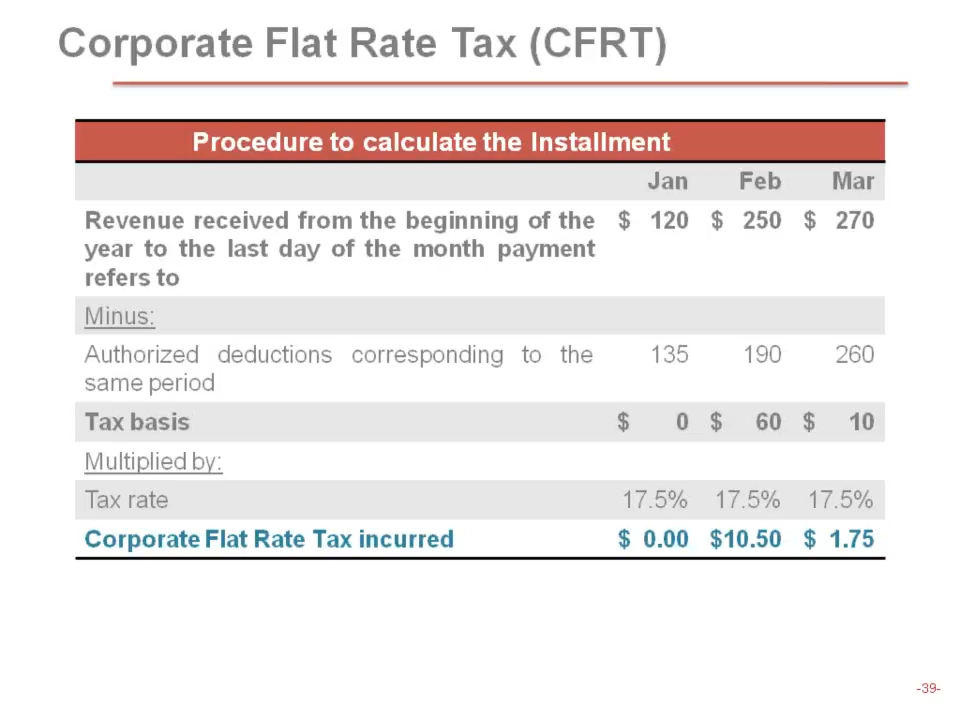 Corporate Flat Rate Tax (CFRT)
Procedure to calculate the Installment
Jan Feb Mar
Revenue received from the beginning of the $ 120 $ 250 $ 270
year to the last day of the month payment
refers to
Minus:
Authorized deductions corresponding to the 135 190 260
same period
Tax basis $ 0 $ 60 $ 10
Multiplied by:
Tax rate 17.5% 17.5% 17.5%
Corporate Flat Rate Tax incurred $ 0.00 $10.50 $ 1.75
-39-